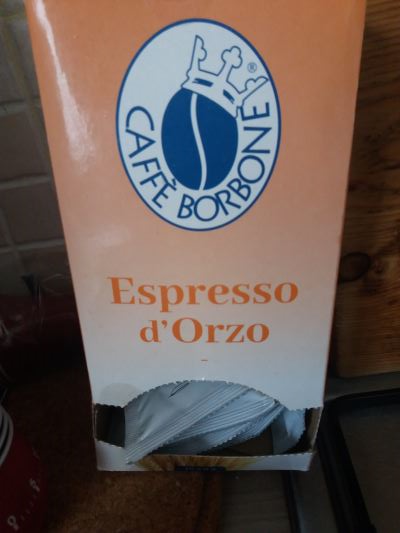 CAFFÈ BORBONE
®
Espresso
d'Orzo